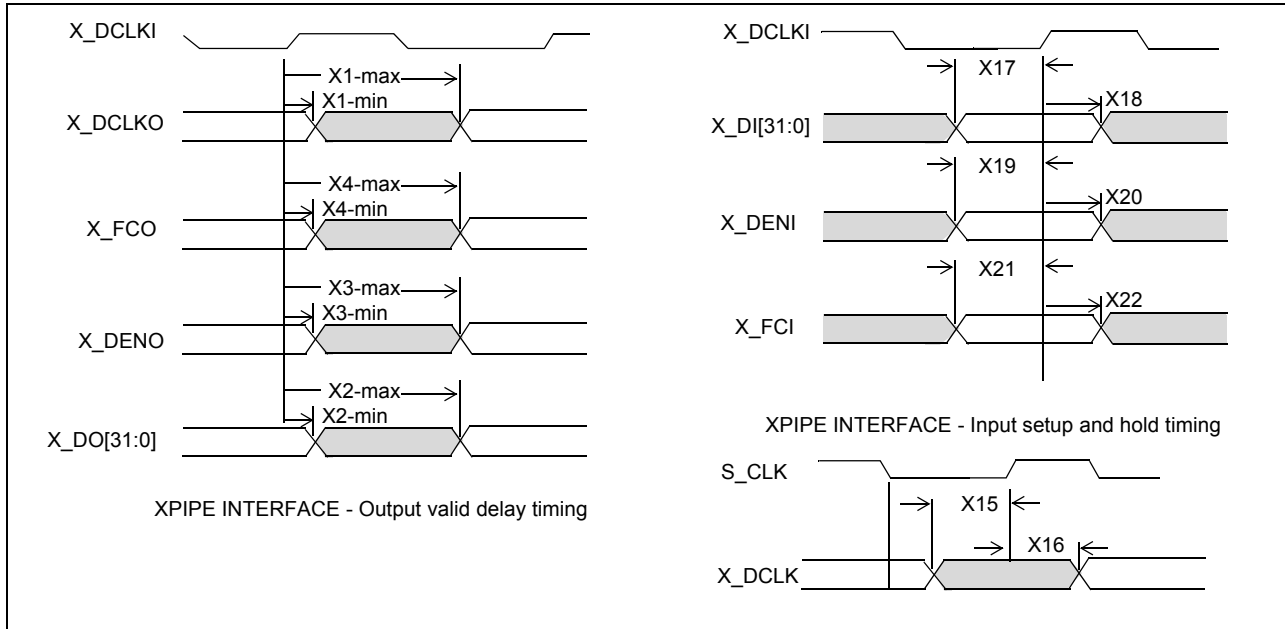 X_DCLKI
X1-max
X1-min
X_DCLKO
X4-max
X4-min
X_FCO
X3-max
X3-min
X_DENO
X2-max
X2-min
X_DO[31:0]
XPIPE INTERFACE - Output valid delay timing
X_DCLKI
X17
X18
X_DI[31:0]
X19
X20
X_DENI
X21
X22
X_FCI
XPIPE INTERFACE - Input setup and hold timing
S_CLK
X15
X16
X_DCLK